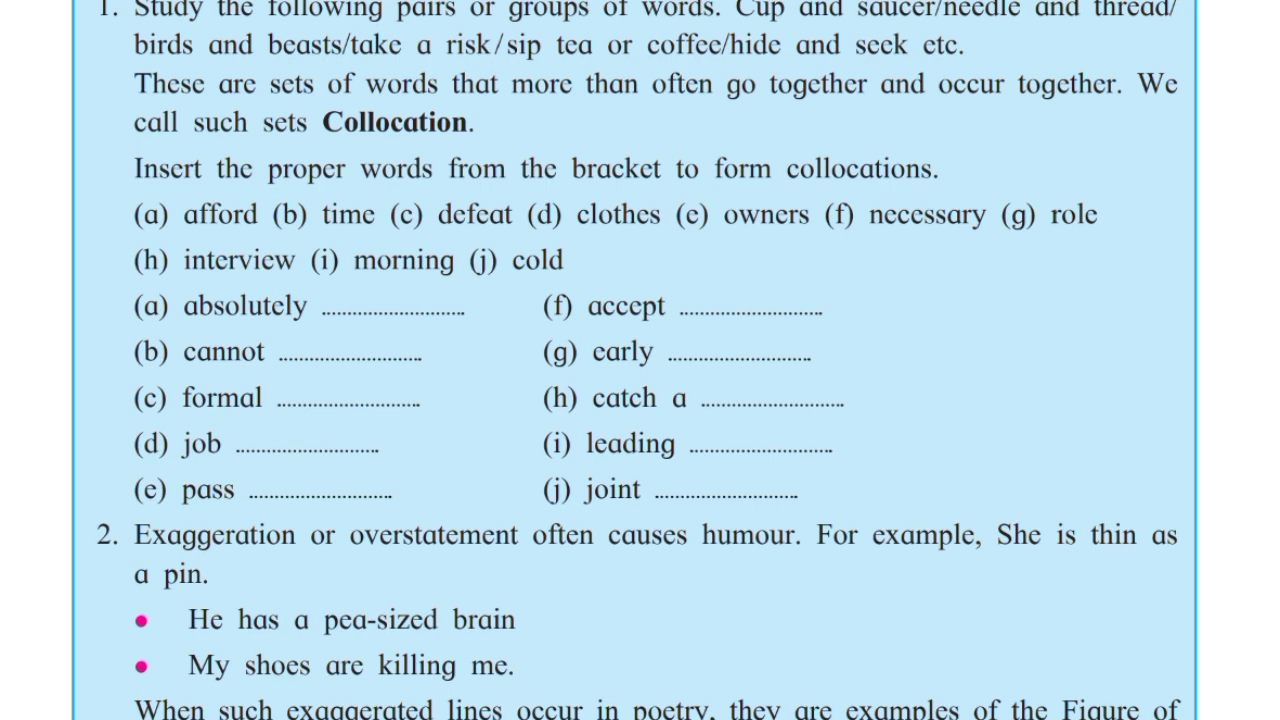 1. Study the following pairs or groups of words. Cup and saucer/needle and thread/
birds and beasts/take a risk/sip tea or coffee/hide and seek etc.
These are sets of words that more than often go together and occur together. We
call such sets Collocation.
Insert the proper words from the bracket to form collocations.
(a) afford (b) time (c) defeat (d) clothes (e) owners (f) necessary (g) role
(h) interview (i) morning (j) cold
(a) absolutely ............................ (f) accept ............................
(b) cannot ............................ (g) early ............................
(c) formal ............................ (h) catch a ............................
(d) job ............................ (i) leading ............................
(e) pass ............................ (j) joint ............................
2. Exaggeration or overstatement often causes humour. For example, She is thin as
a pin.
• He has a pea-sized brain
• My shoes are killing me.
When such exaggerated lines occur in poetry, they are examples of the Figure of